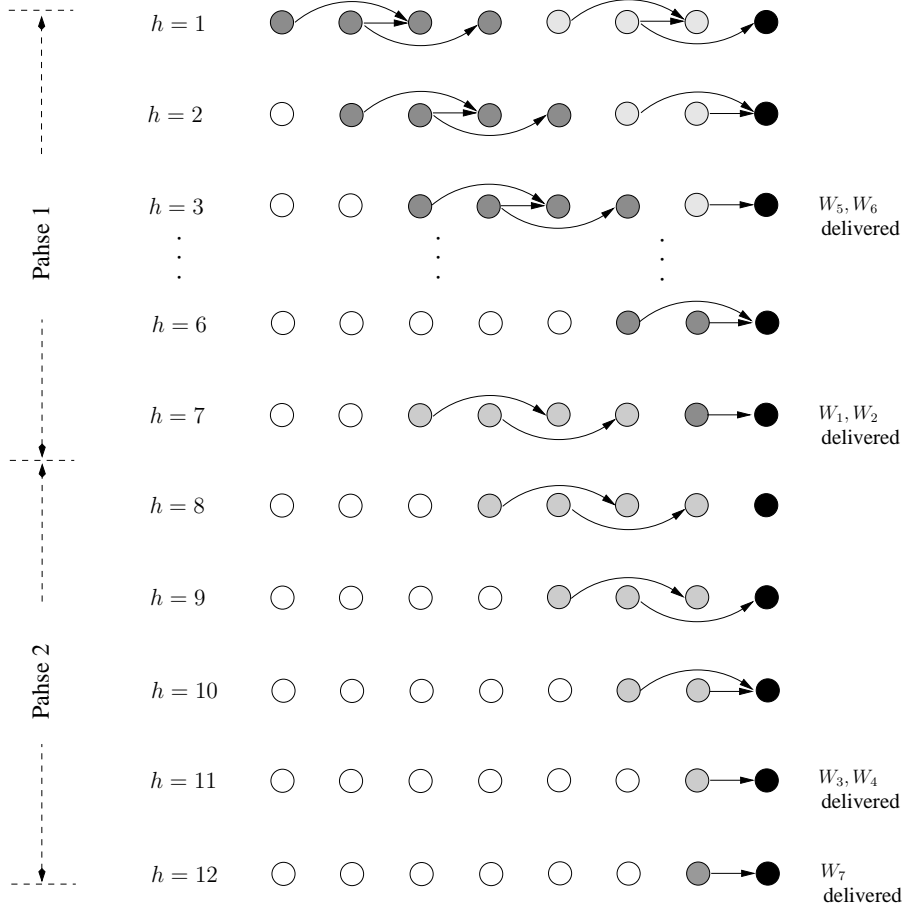 h = 1
h = 2
h = 3
W₅, W₆
delivered
Pahse 1
h = 6
h = 7
W₁, W₂
delivered
h = 8
h = 9
Pahse 2
h = 10
h = 11
W₃, W₄
delivered
h = 12
W₇
delivered